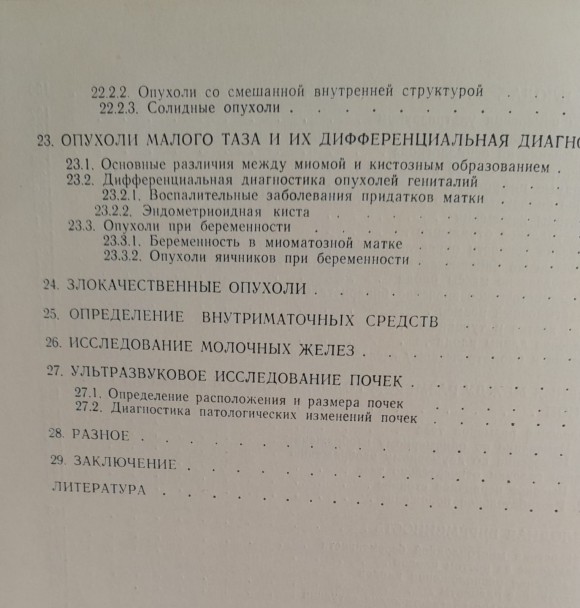 22.2.2. Опухоли со смешанной внутренней структурой . .
22.2.3. Солидные опухоли . . . . . . . .
23. ОПУХОЛИ МАЛОГО ТАЗА И ИХ ДИФФЕРЕНЦИАЛЬНАЯ ДИАГНО
23.1. Основные различия между миомой и кистозным образованием .
23.2. Дифференциальная диагностика опухолей гениталий . .
23.2.1. Воспалительные заболевания придатков матки . .
23.2.2. Эндометриоидная киста . . . . . .
23.3. Опухоли при беременности . . . . . .
23.3.1. Беременность в миоматозной матке . . . .
23.3.2. Опухоли яичников при беременности . . . .
24. ЗЛОКАЧЕСТВЕННЫЕ ОПУХОЛИ . . . . . . .
25. ОПРЕДЕЛЕНИЕ ВНУТРИМАТОЧНЫХ СРЕДСТВ . . .
26. ИССЛЕДОВАНИЕ МОЛОЧНЫХ ЖЕЛЕЗ . . . . . .
27. УЛЬТРАЗВУКОВОЕ ИССЛЕДОВАНИЕ ПОЧЕК . . . .
27.1. Определение расположения и размера почек . . . .
27.2. Диагностика патологических изменений почек . . . .
28. РАЗНОЕ . . . . . . . . . . .
29. ЗАКЛЮЧЕНИЕ . . . . . . . . . .
ЛИТЕРАТУРА . . . . . . . . . .